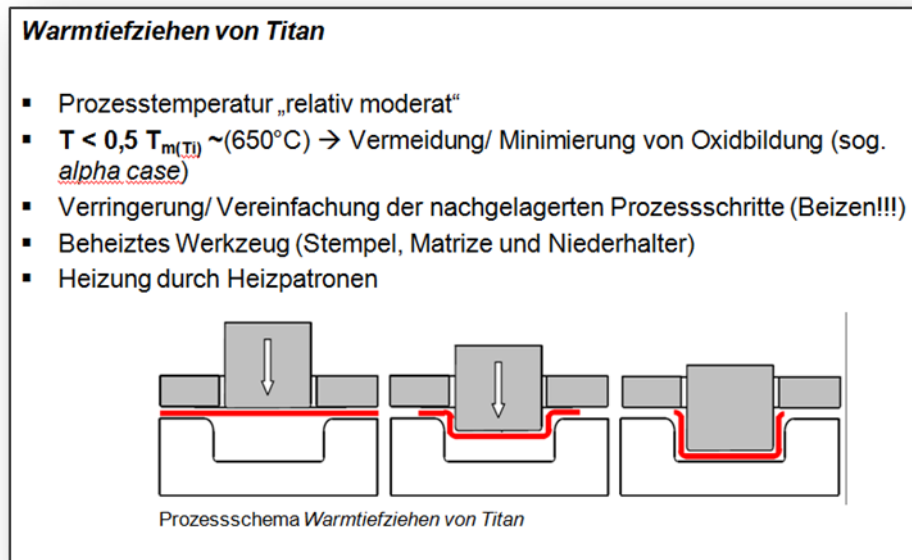 Warmtiefziehen von Titan
▪ Prozesstemperatur „relativ moderat“
▪ T < 0,5 Tm(Ti) ~(650°C) → Vermeidung/ Minimierung von Oxidbildung (sog.
alpha case)
▪ Verringerung/ Vereinfachung der nachgelagerten Prozessschritte (Beizen!!!)
▪ Beheiztes Werkzeug (Stempel, Matrize und Niederhalter)
▪ Heizung durch Heizpatronen
Prozessschema Warmtiefziehen von Titan